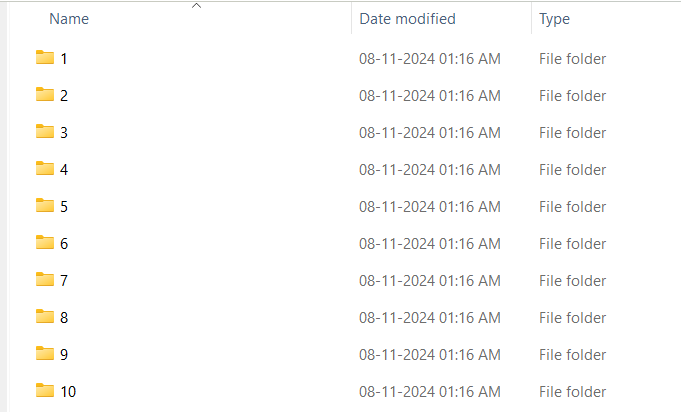 Name Date modified Type
1 08-11-2024 01:16 AM File folder
2 08-11-2024 01:16 AM File folder
3 08-11-2024 01:16 AM File folder
4 08-11-2024 01:16 AM File folder
5 08-11-2024 01:16 AM File folder
6 08-11-2024 01:16 AM File folder
7 08-11-2024 01:16 AM File folder
8 08-11-2024 01:16 AM File folder
9 08-11-2024 01:16 AM File folder
10 08-11-2024 01:16 AM File folder